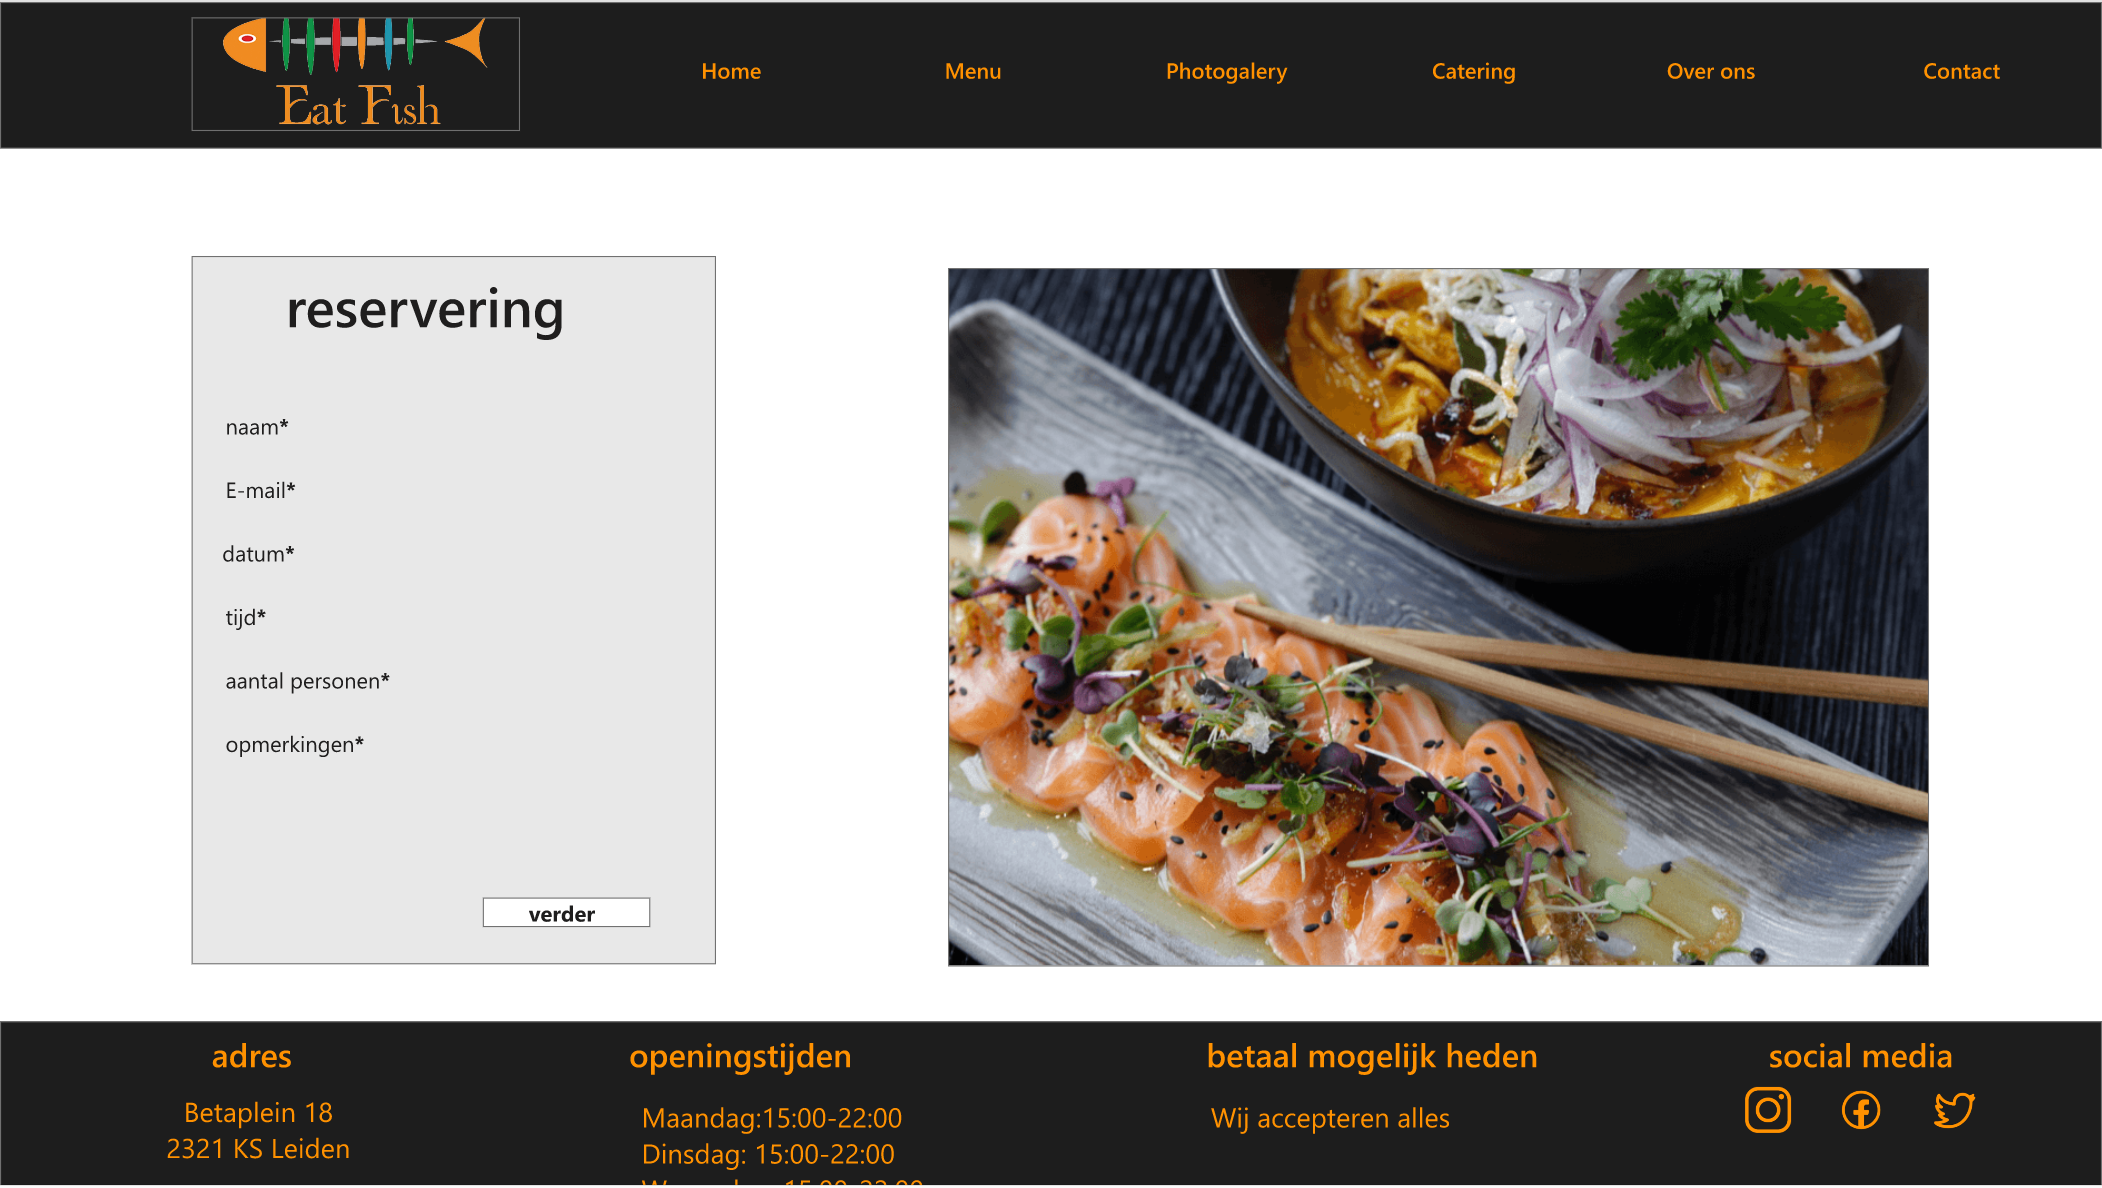 Eat Fish
Home Menu Photogalery Catering Over ons Contact
reservering
naam*
E-mail*
datum*
tijd*
aantal personen*
opmerkingen*
verder
adres
Betaplein 18
2321 KS Leiden
openingstijden
Maandag:15:00-22:00
Dinsdag: 15:00-22:00
betaal mogelijk heden
Wij accepteren alles
social media